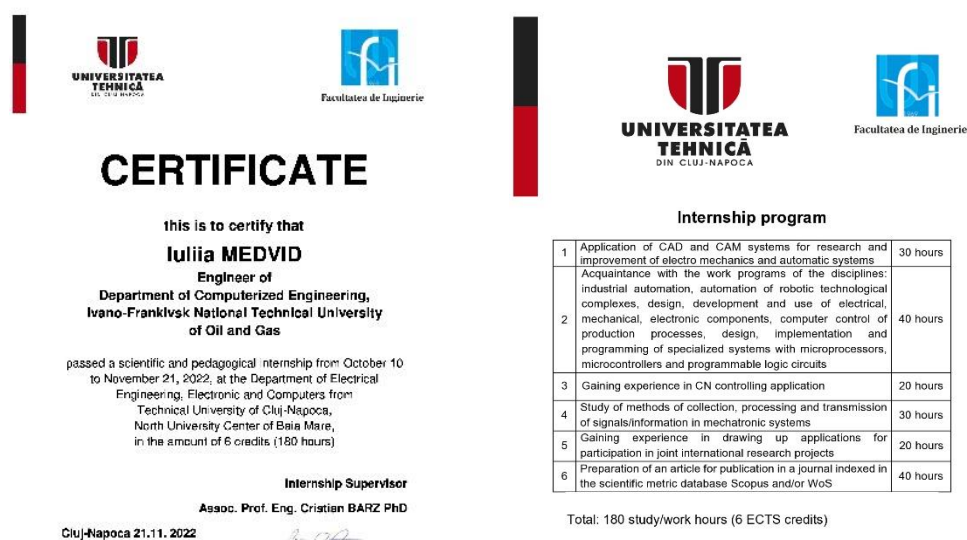 UNIVERSITATEA
TEHNICĂ
DIN CLUJ-NAPOCA
Facultatea de Inginerie
CERTIFICATE
this is to certify that
Iuliia MEDVID
Engineer of
Department of Computerized Engineering,
Ivano-Frankivsk National Technical University
of Oil and Gas
passed a scientific and pedagogical internship from October 10
to November 21, 2022, at the Department of Electrical
Engineering, Electronic and Computers from
Technical University of Cluj-Napoca,
North University Center of Baia Mare,
in the amount of 6 credits (180 hours)
Internship Supervisor
Assoc. Prof. Eng. Cristian BARZ PhD
Cluj-Napoca 21.11. 2022
UNIVERSITATEA
TEHNICĂ
DIN CLUJ-NAPOCA
Facultatea de Inginerie
Internship program
1 Application of CAD and CAM systems for research and 30 hours
improvement of electro mechanics and automatic systems
Acquaintance with the work programs of the disciplines:
industrial automation, automation of robotic technological
complexes, design, development and use of electrical,
2 mechanical, electronic components, computer control of 40 hours
production processes, design, implementation and
programming of specialized systems with microprocessors,
microcontrollers and programmable logic circuits
3 Gaining experience in CN controlling application 20 hours
4 Study of methods of collection, processing and transmission 30 hours
of signals/information in mechatronic systems
5 Gaining experience in drawing up applications for 20 hours
participation in joint international research projects
6 Preparation of an article for publication in a journal indexed in 40 hours
the scientific metric database Scopus and/or WoS
Total: 180 study/work hours (6 ECTS credits)